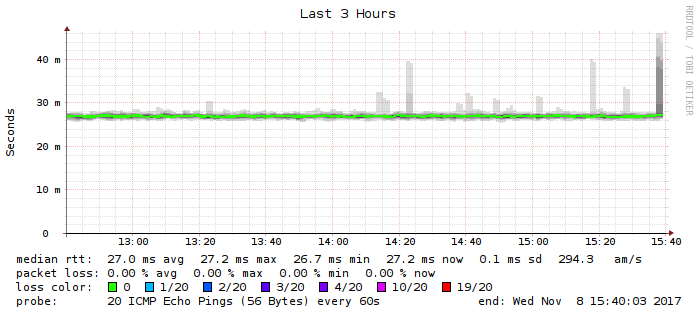 Last 3 Hours
RRDTOOL / TOBI OETIKER
Seconds
40 m
30 m
20 m
10 m
0
13:00 13:20 13:40 14:00 14:20 14:40 15:00 15:20 15:40
median rtt: 27.0 ms avg 27.2 ms max 26.7 ms min 27.2 ms now 0.1 ms sd 294.3 am/s
packet loss: 0.00 % avg 0.00 % max 0.00 % min 0.00 % now
loss color: 0 1/20 2/20 3/20 4/20 10/20 19/20
probe: 20 ICMP Echo Pings (56 Bytes) every 60s end: Wed Nov 8 15:40:03 2017